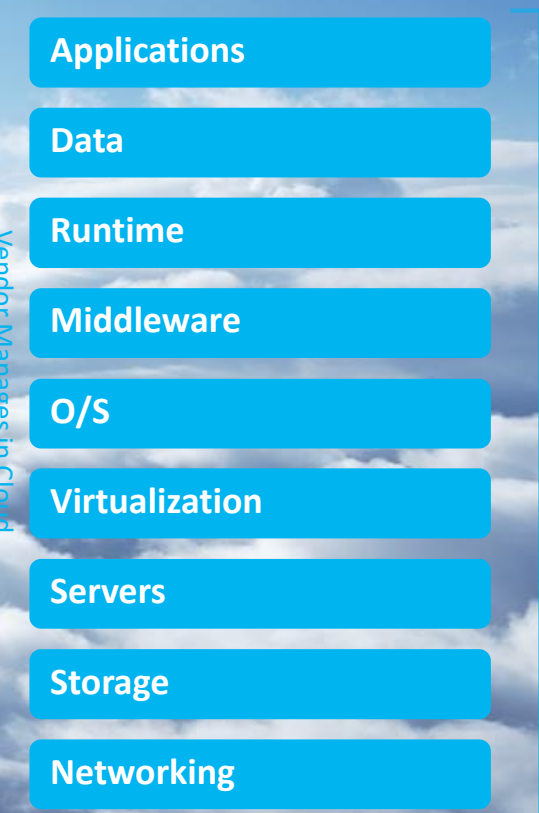 Applications
Data
Runtime
Middleware
O/S
Virtualization
Servers
Storage
Networking
Vendor Manages in Cloud